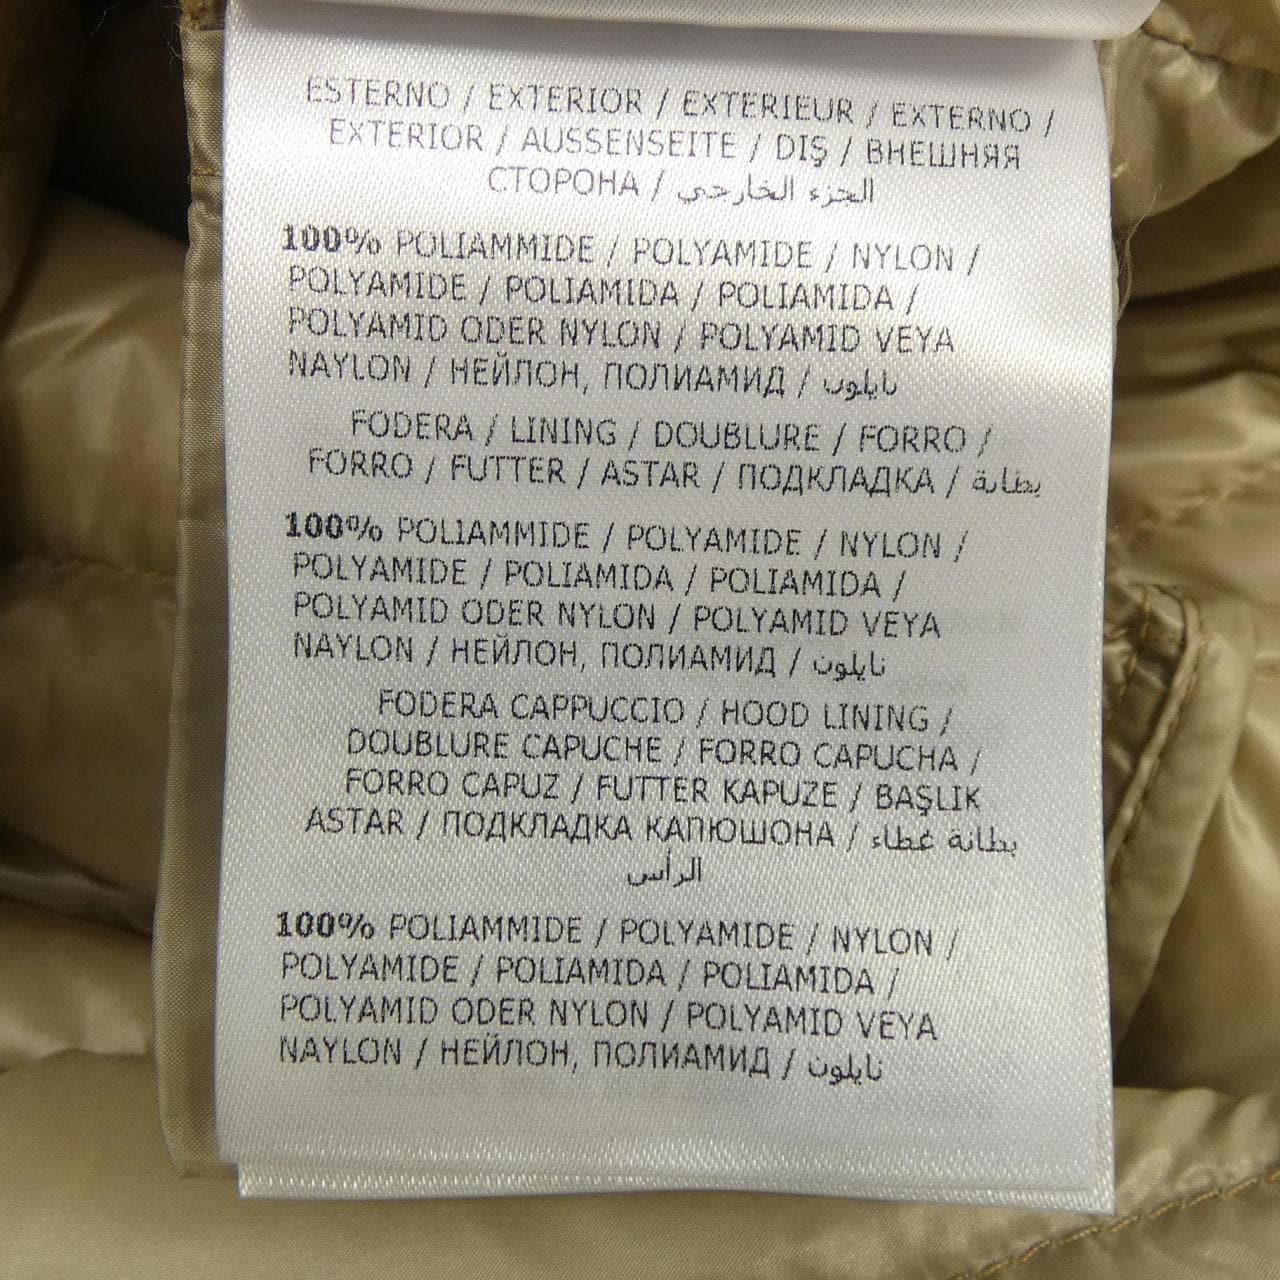 ESTERNO / EXTERIOR / EXTERIEUR / EXTERNO /
EXTERIOR / AUSSENSEITE / DIŞ / ВНЕШНЯЯ
СТОРОНА / الجزء الخارجي
100% POLIAMMIDE / POLYAMIDE / NYLON /
POLYAMIDE / POLIAMIDA / POLIAMIDA /
POLYAMID ODER NYLON / POLYAMID VEYA
NAYLON / НЕЙЛОН, ПОЛИАМИД / نايلون
FODERA / LINING / DOUBLURE / FORRO /
FORRO / FUTTER / ASTAR / ПОДКЛАДКА / بطانة
100% POLIAMMIDE / POLYAMIDE / NYLON /
POLYAMIDE / POLIAMIDA / POLIAMIDA /
POLYAMID ODER NYLON / POLYAMID VEYA
NAYLON / НЕЙЛОН, ПОЛИАМИД / نايلون
FODERA CAPPUCCIO / HOOD LINING /
DOUBLURE CAPUCHE / FORRO CAPUCHA /
FORRO CAPUZ / FUTTER KAPUZE / BAŞLIK
ASTAR / ПОДКЛАДКА КАПЮШОНА / بطانة غطاء
الرأس
100% POLIAMMIDE / POLYAMIDE / NYLON /
POLYAMIDE / POLIAMIDA / POLIAMIDA /
POLYAMID ODER NYLON / POLYAMID VEYA
NAYLON / НЕЙЛОН, ПОЛИАМИД / نايلون